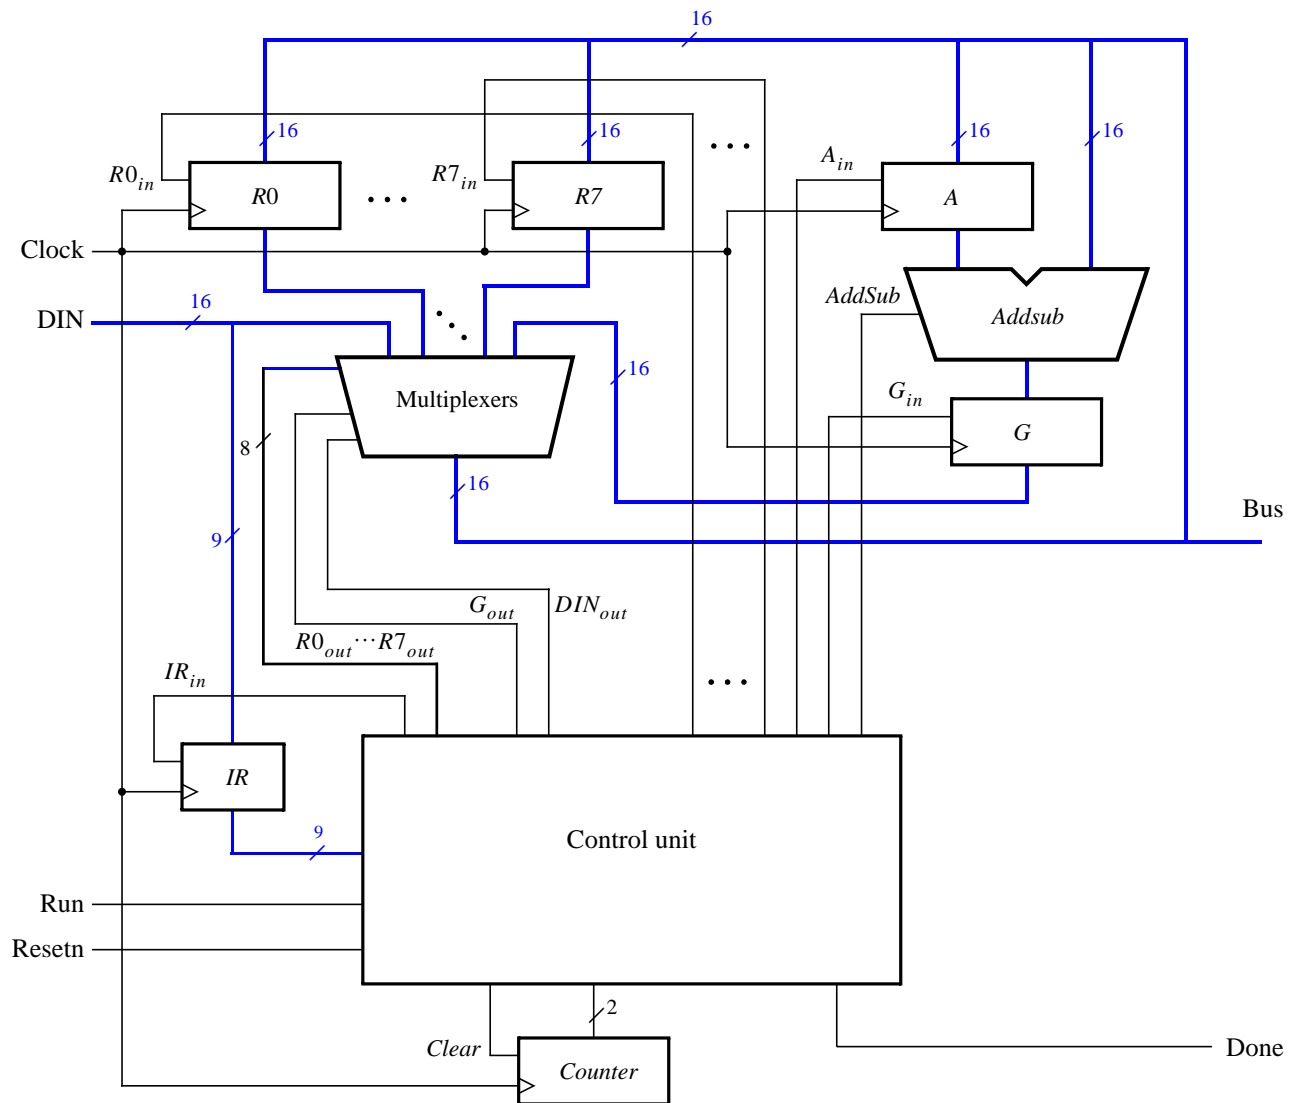 16
16
16
16
16
R0in
R0
R7in
R7
Ain
A
Clock
DIN
16
AddSub
Addsub
Multiplexers
16
Gin
G
8
16
Bus
9
Gout
DINout
R0out...R7out
IRin
IR
9
Control unit
Run
Resetn
2
Clear
Counter
Done